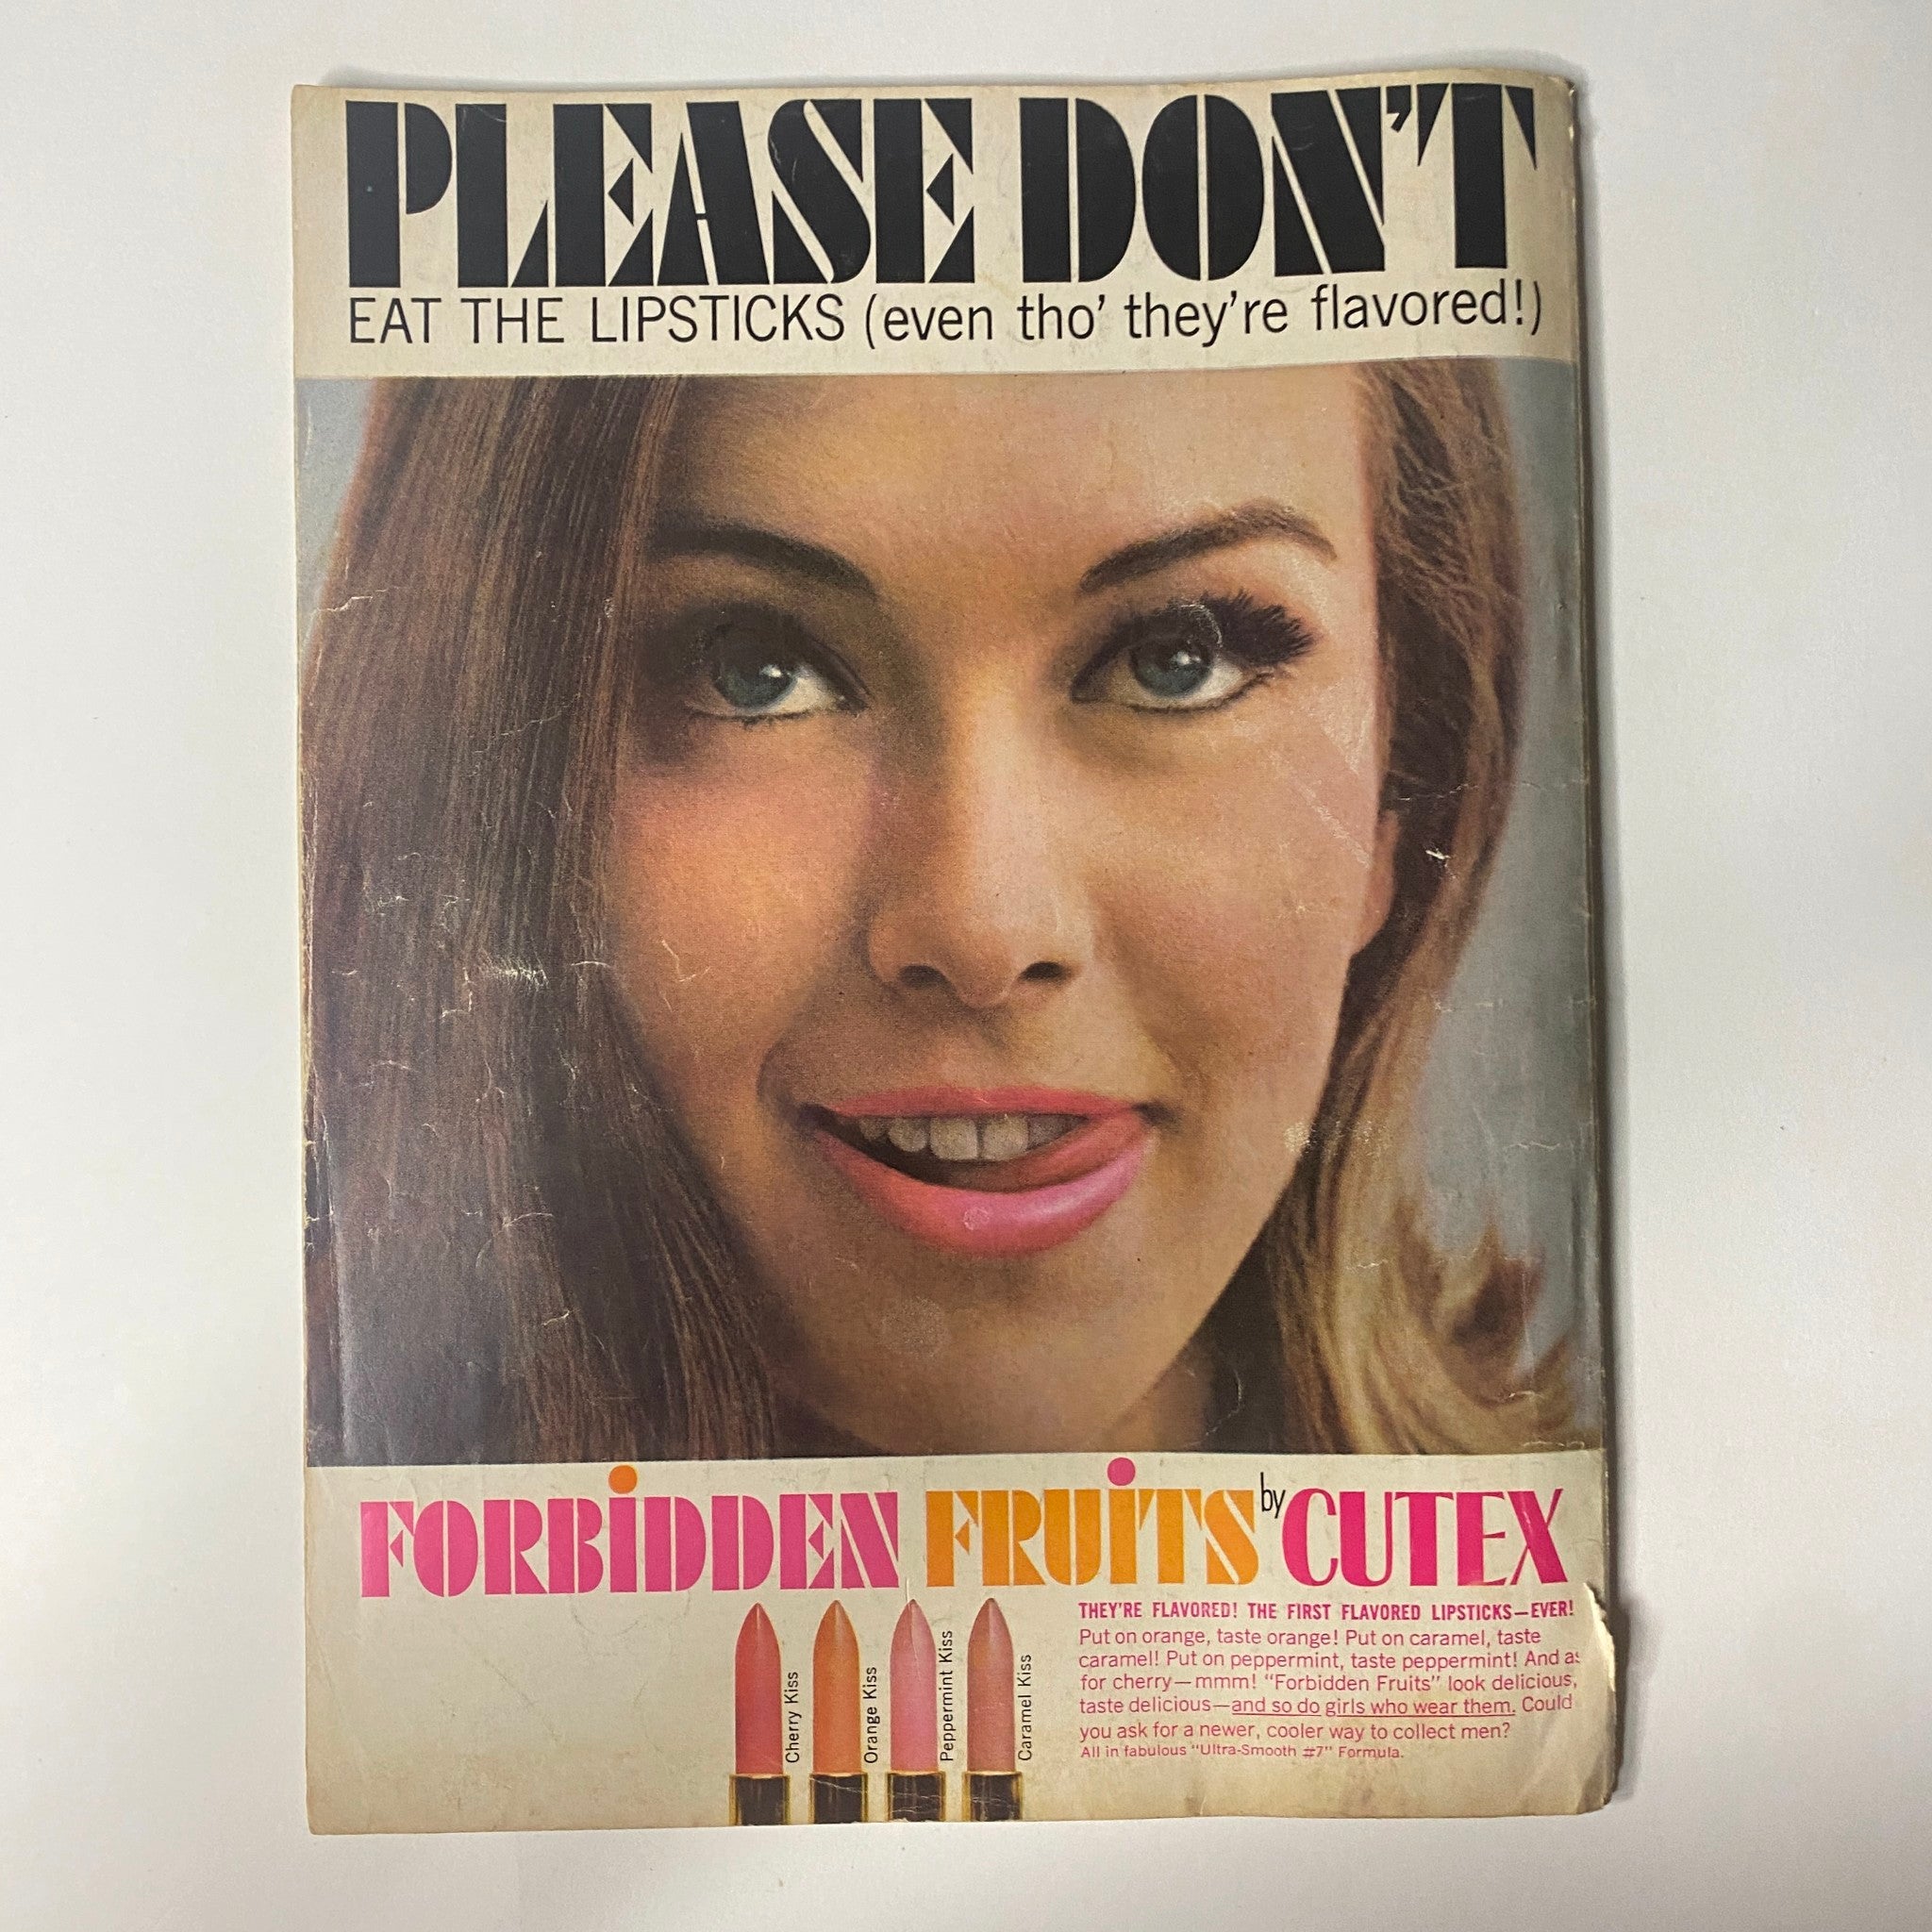 PLEASE DON'T
EAT THE LIPSTICKS (even tho' they're flavored!)
FORBiDDEN FRUiTS by CUTEX
Cherry Kiss
Orange Kiss
Peppermint Kiss
Caramel Kiss
THEY'RE FLAVORED! THE FIRST FLAVORED LIPSTICKS—EVER!
Put on orange, taste orange! Put on caramel, taste
caramel! Put on peppermint, taste peppermint! And as
for cherry—mmm! "Forbidden Fruits" look delicious,
taste delicious—and so do girls who wear them. Could
you ask for a newer, cooler way to collect men?
All in fabulous "Ultra-Smooth #7" Formula.